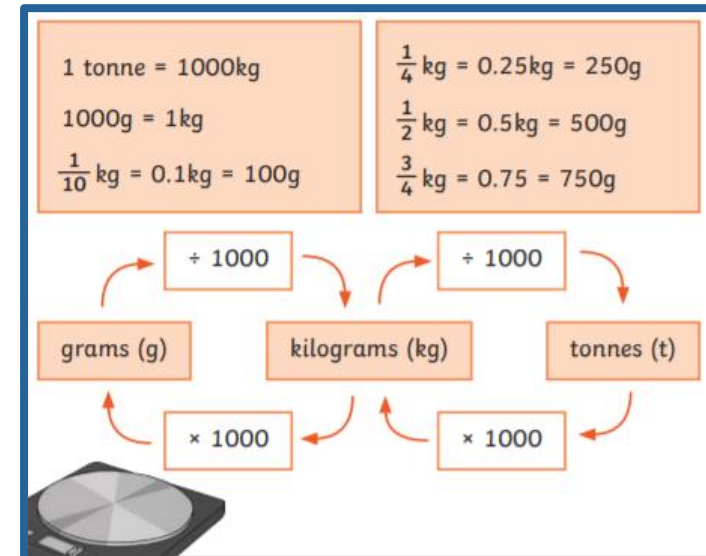 1 tonne = 1000kg
1000g = 1kg
1/10 kg = 0.1kg = 100g
1/4 kg = 0.25kg = 250g
1/2 kg = 0.5kg = 500g
3/4 kg = 0.75 = 750g
÷ 1000
÷ 1000
grams (g)
kilograms (kg)
tonnes (t)
× 1000
× 1000